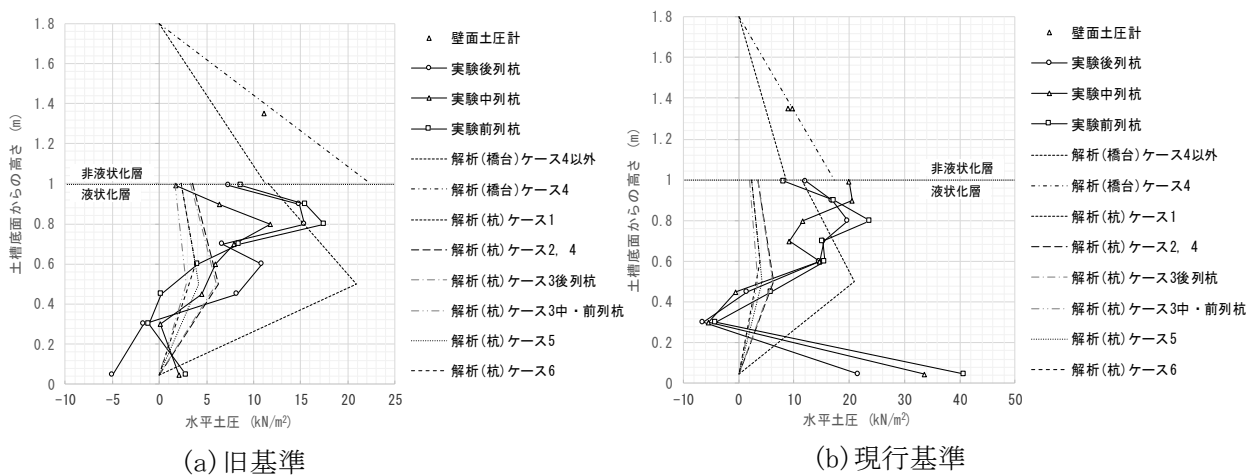 1.8
1.6
1.4
1.2
1
0.8
0.6
0.4
0.2
0
土槽底面からの高さ (m)
非液状化層
液状化層
-10 -5 0 5 10 15 20 25
水平土圧 (kN/m²)
壁面土圧計
実験後列杭
実験中列杭
実験前列杭
解析(橋台)ケース4以外
解析(橋台)ケース4
解析(杭)ケース1
解析(杭)ケース2, 4
解析(杭)ケース3後列杭
解析(杭)ケース3中・前列杭
解析(杭)ケース5
解析(杭)ケース6
(a)旧基準
1.8
1.6
1.4
1.2
1
0.8
0.6
0.4
0.2
0
土槽底面からの高さ (m)
非液状化層
液状化層
-10 0 10 20 30 40 50
水平土圧 (kN/m²)
壁面土圧計
実験後列杭
実験中列杭
実験前列杭
解析(橋台)ケース4以外
解析(橋台)ケース4
解析(杭)ケース1
解析(杭)ケース2, 4
解析(杭)ケース3後列杭
解析(杭)ケース3中・前列杭
解析(杭)ケース5
解析(杭)ケース6
(b)現行基準